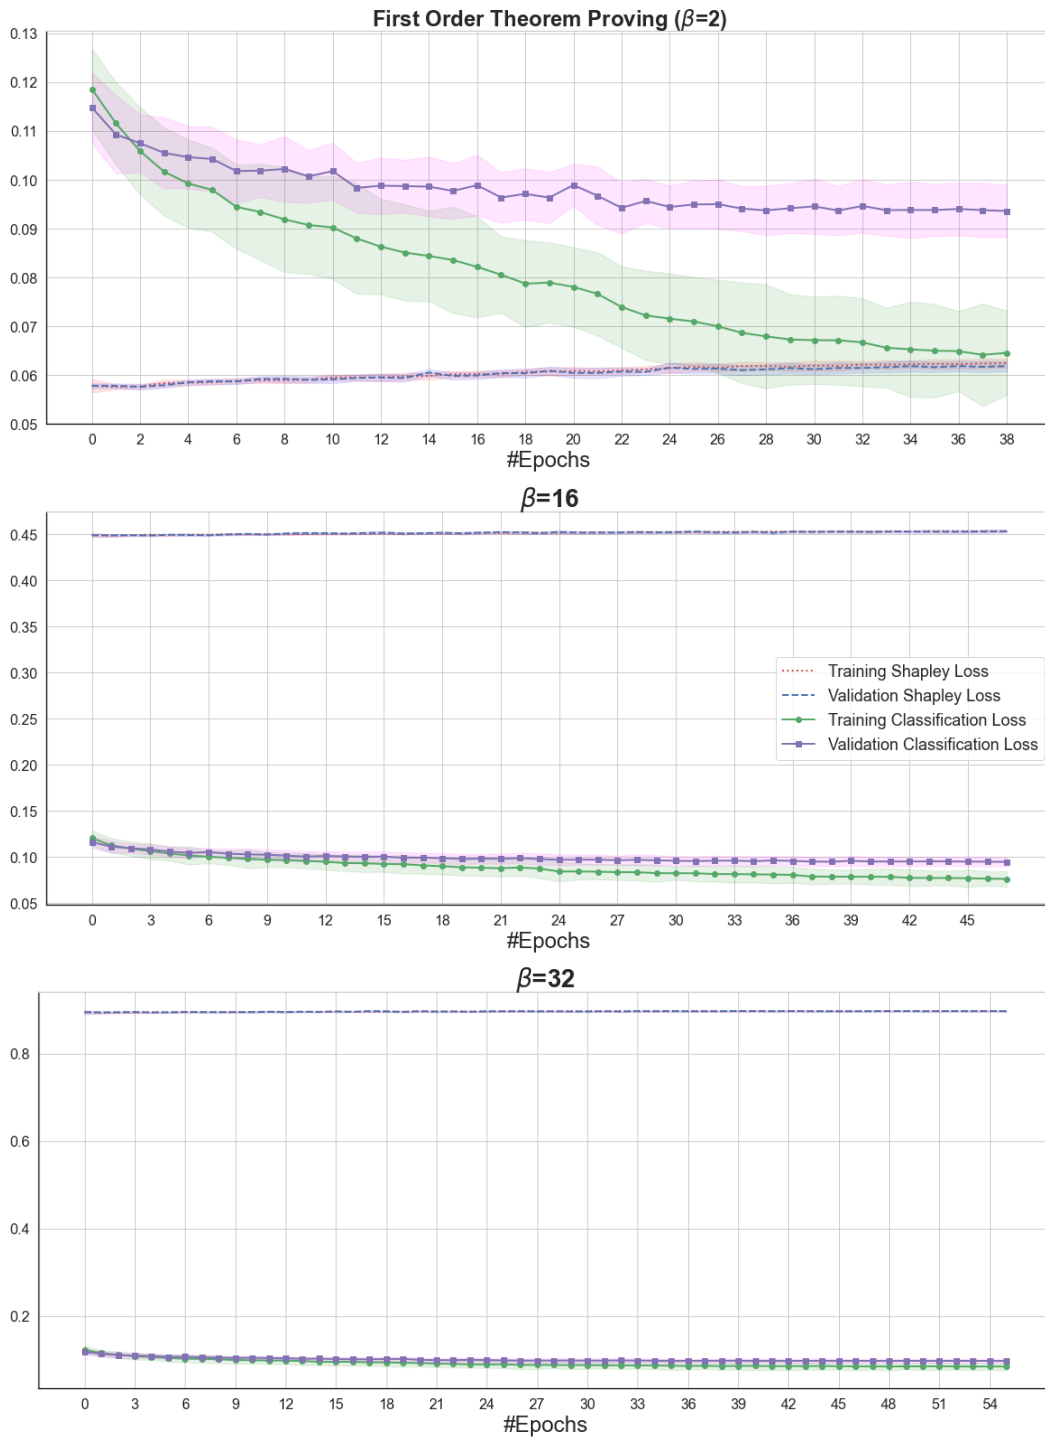 First Order Theorem Proving (β=2)
0.13
0.12
0.11
0.10
0.09
0.08
0.07
0.06
0.05
0 2 4 6 8 10 12 14 16 18 20 22 24 26 28 30 32 34 36 38
#Epochs
β=16
0.45
0.40
0.35
0.30
0.25
0.20
0.15
0.10
0.05
Training Shapley Loss
Validation Shapley Loss
Training Classification Loss
Validation Classification Loss
0 3 6 9 12 15 18 21 24 27 30 33 36 39 42 45
#Epochs
β=32
0.8
0.6
0.4
0.2
0 3 6 9 12 15 18 21 24 27 30 33 36 39 42 45 48 51 54
#Epochs